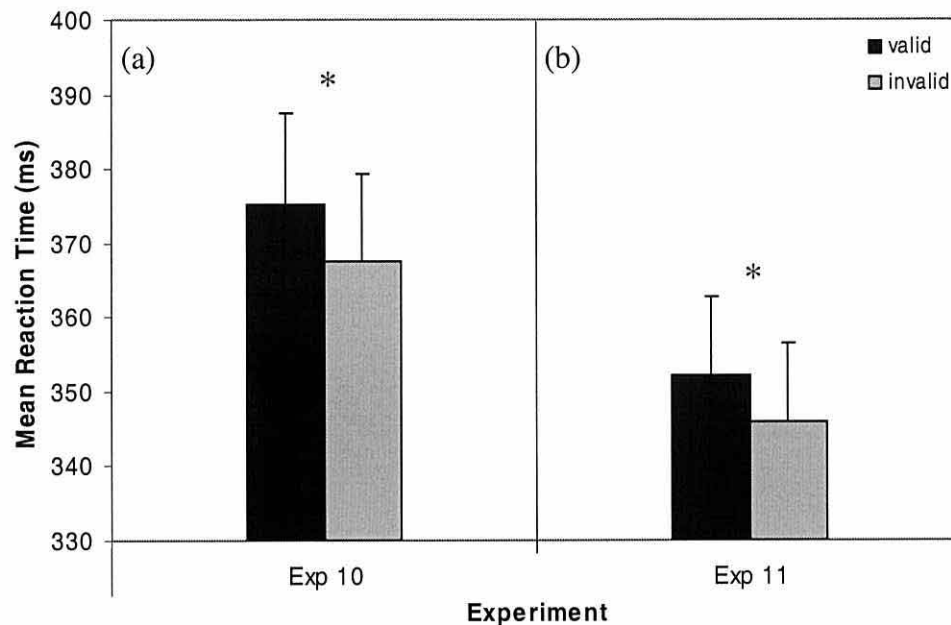 400
390
380
370
360
350
340
330
Mean Reaction Time (ms)
(a)
*
(b)
*
valid
invalid
Exp 10
Exp 11
Experiment